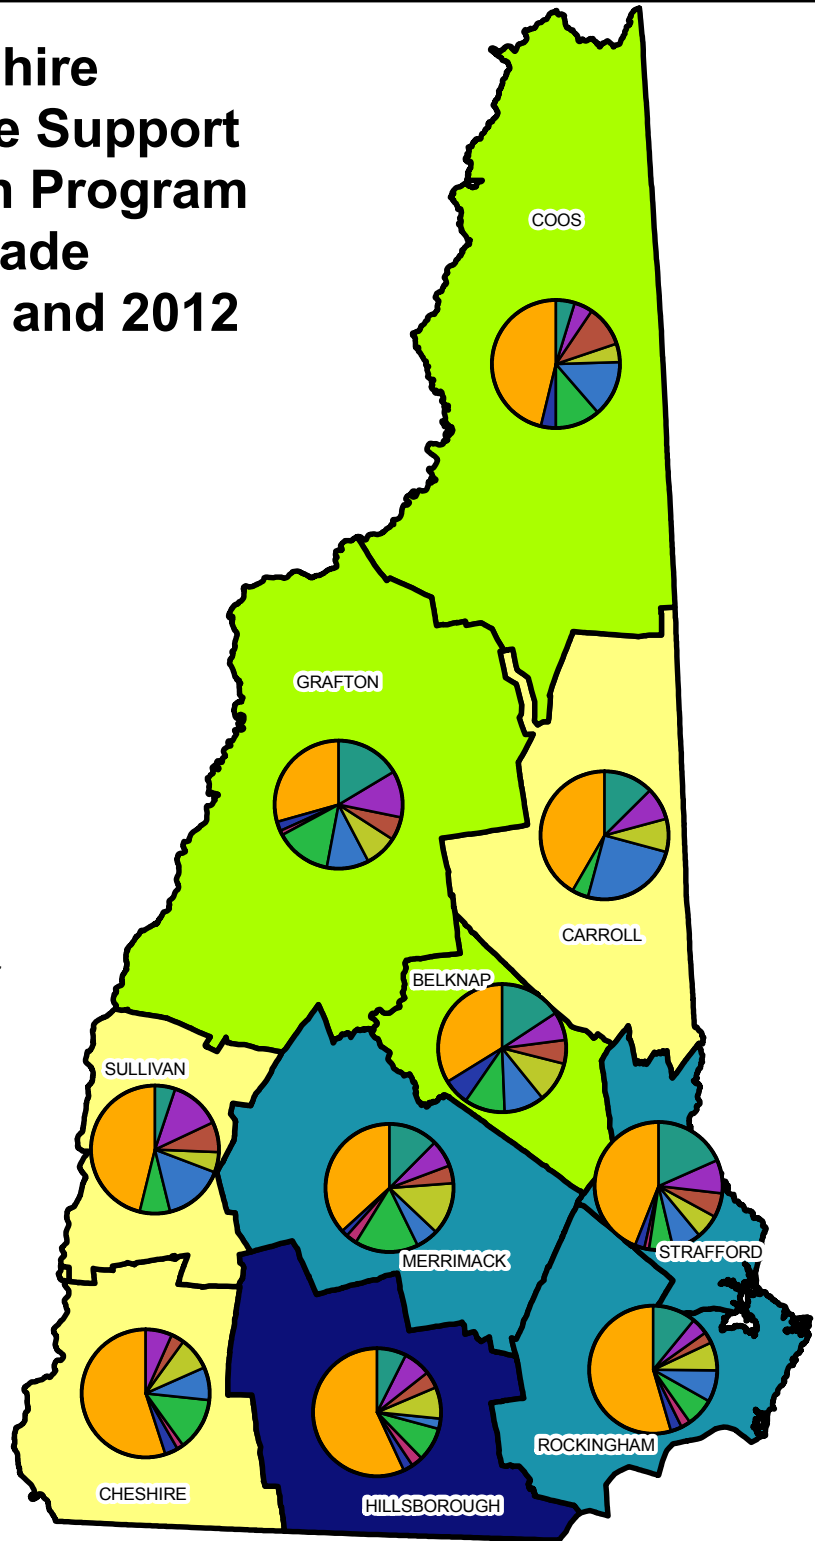 hire
e Support
n Program
ade
and 2012
COOS
GRAFTON
CARROLL
BELKNAP
SULLIVAN
STRAFFORD
MERRIMACK
ROCKINGHAM
CHESHIRE
HILLSBOROUGH